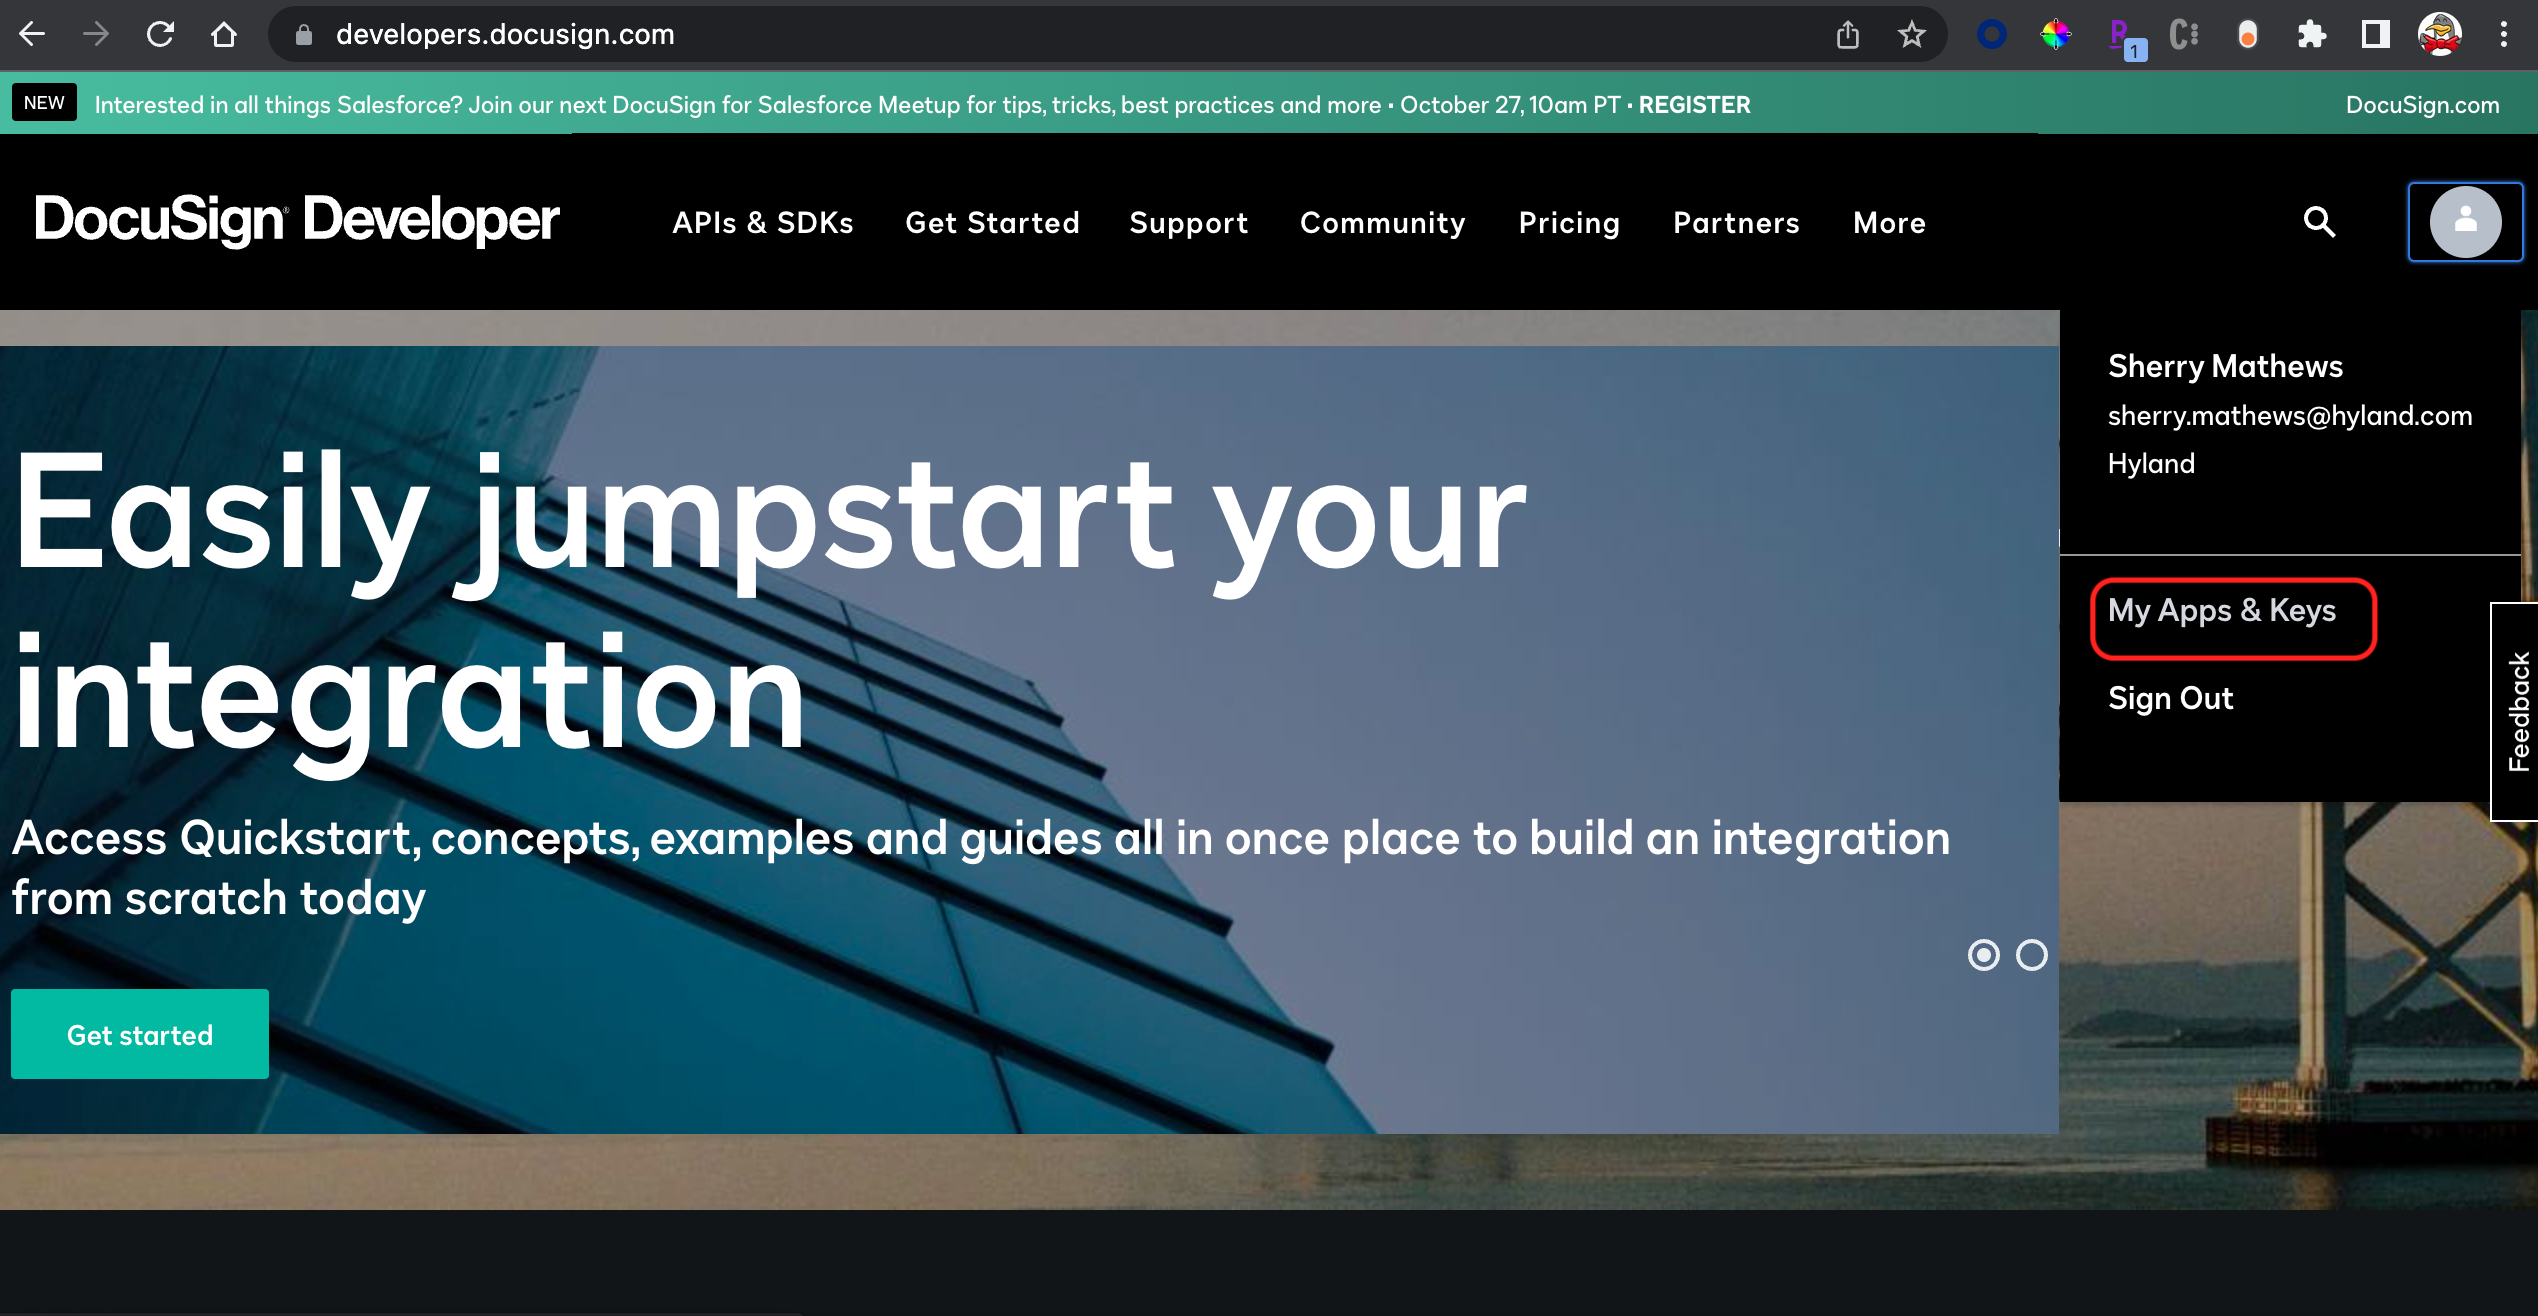 developers.docusign.com
1
NEW
Interested in all things Salesforce? Join our next DocuSign for Salesforce Meetup for tips, tricks, best practices and more • October 27, 10am PT • REGISTER
DocuSign.com
DocuSign® Developer
APIs & SDKs
Get Started
Support
Community
Pricing
Partners
More
Sherry Mathews
sherry.mathews@hyland.com
Hyland
My Apps & Keys
Sign Out
Feedback
Easily jumpstart your
integration
Access Quickstart, concepts, examples and guides all in once place to build an integration
from scratch today
Get started